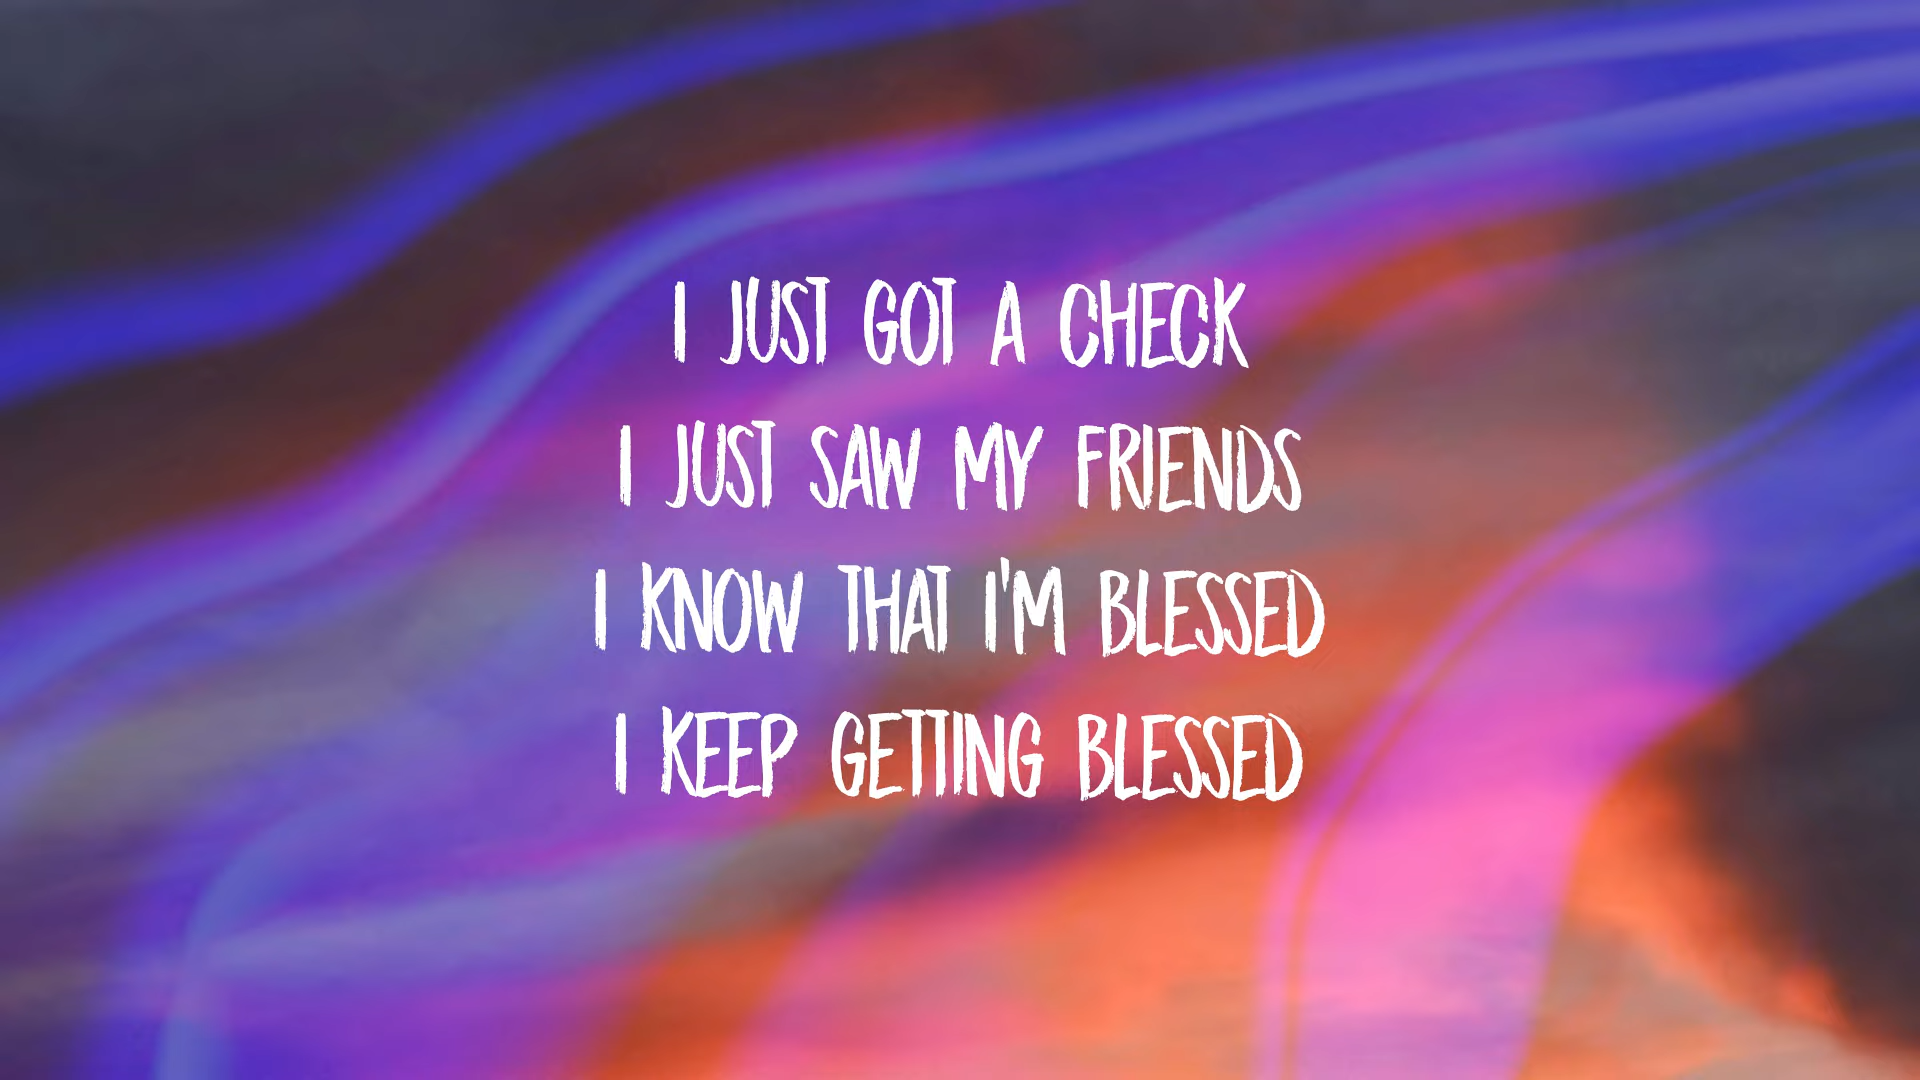 I JUST GOT A CHECK
I JUST SAW MY FRIENDS
I KNOW THAT I'M BLESSED
I KEEP GETTING BLESSED